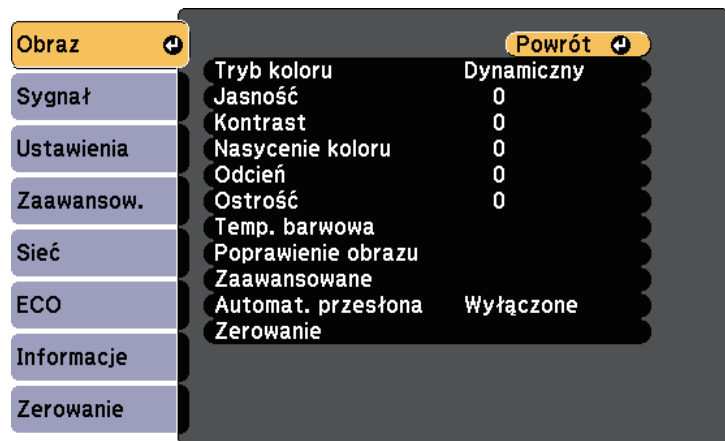 Obraz
Sygnał
Ustawienia
Zaawansow.
Sieć
ECO
Informacje
Zerowanie
Powrót
Tryb koloru Dynamiczny
Jasność 0
Kontrast 0
Nasycenie koloru 0
Odcień 0
Ostrość 0
Temp. barwowa
Poprawienie obrazu
Zaawansowane
Automat. przesłona Wyłączone
Zerowanie